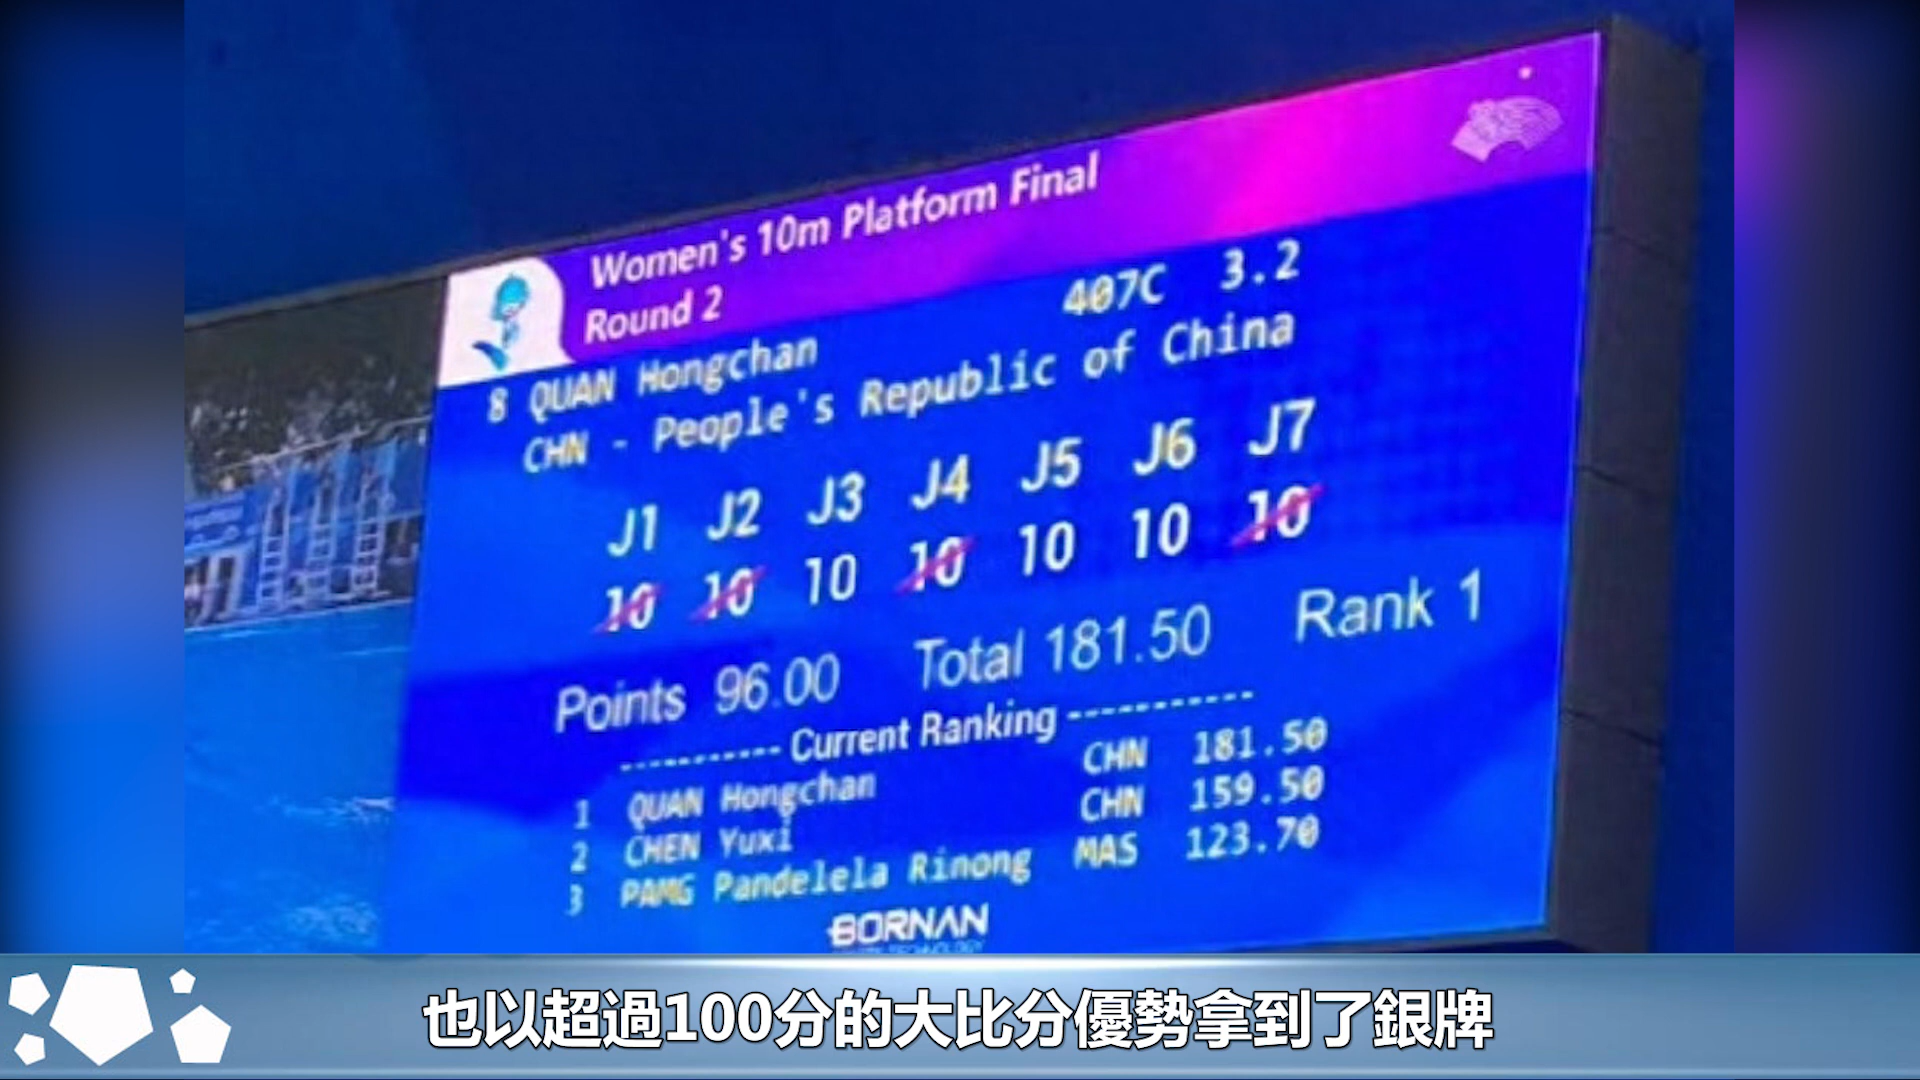 Women's 10m Platform Final
Round 2
407C 3.2
8 QUAN Hongchan
CHN - People's Republic of China
J1 J2 J3 J4 J5 J6 J7
10 10 10 10 10 10 10
Points 96.00 Total 181.50 Rank 1
---------- Current Ranking -----------
1 QUAN Hongchan CHN 181.50
2 CHEN Yuxi CHN 159.50
3 PAMG Pandelela Rinong MAS 123.70
BORNAN
也以超過100分的大比分優勢拿到了銀牌